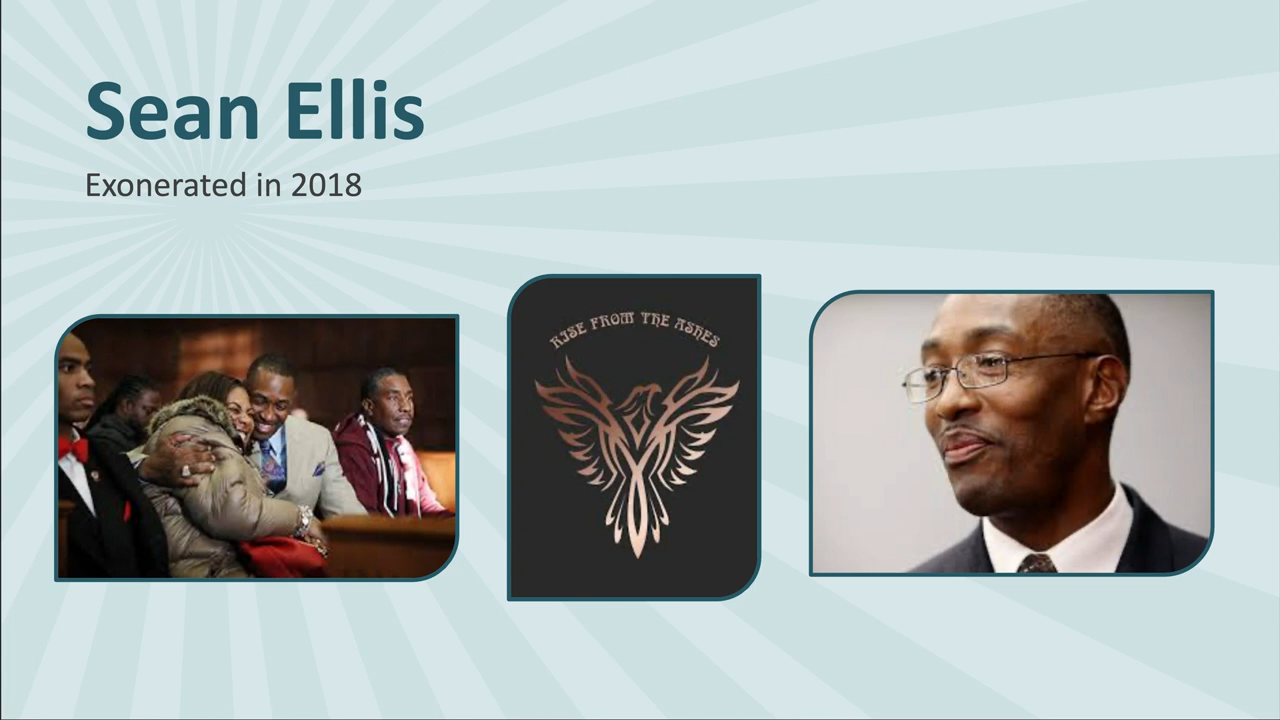 Sean Ellis
Exonerated in 2018
RISE FROM THE ASHES